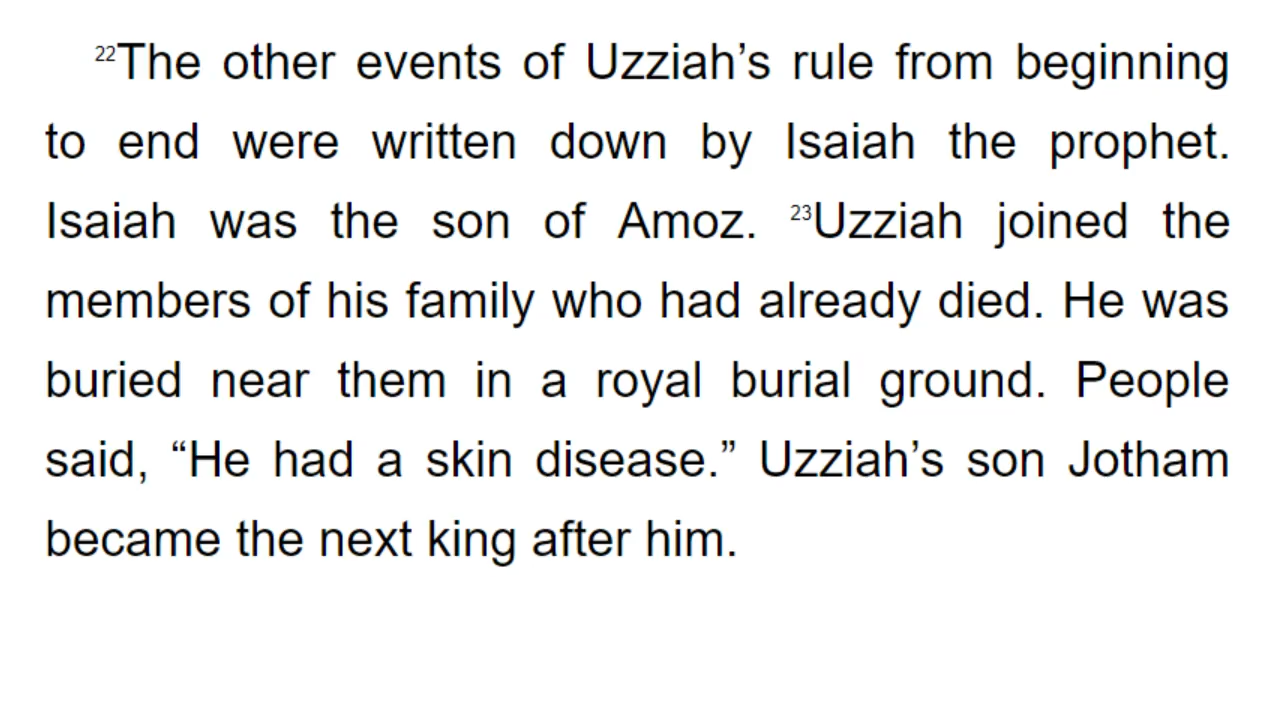 22The other events of Uzziah’s rule from beginning
to end were written down by Isaiah the prophet.
Isaiah was the son of Amoz. 23Uzziah joined the
members of his family who had already died. He was
buried near them in a royal burial ground. People
said, “He had a skin disease.” Uzziah’s son Jotham
became the next king after him.